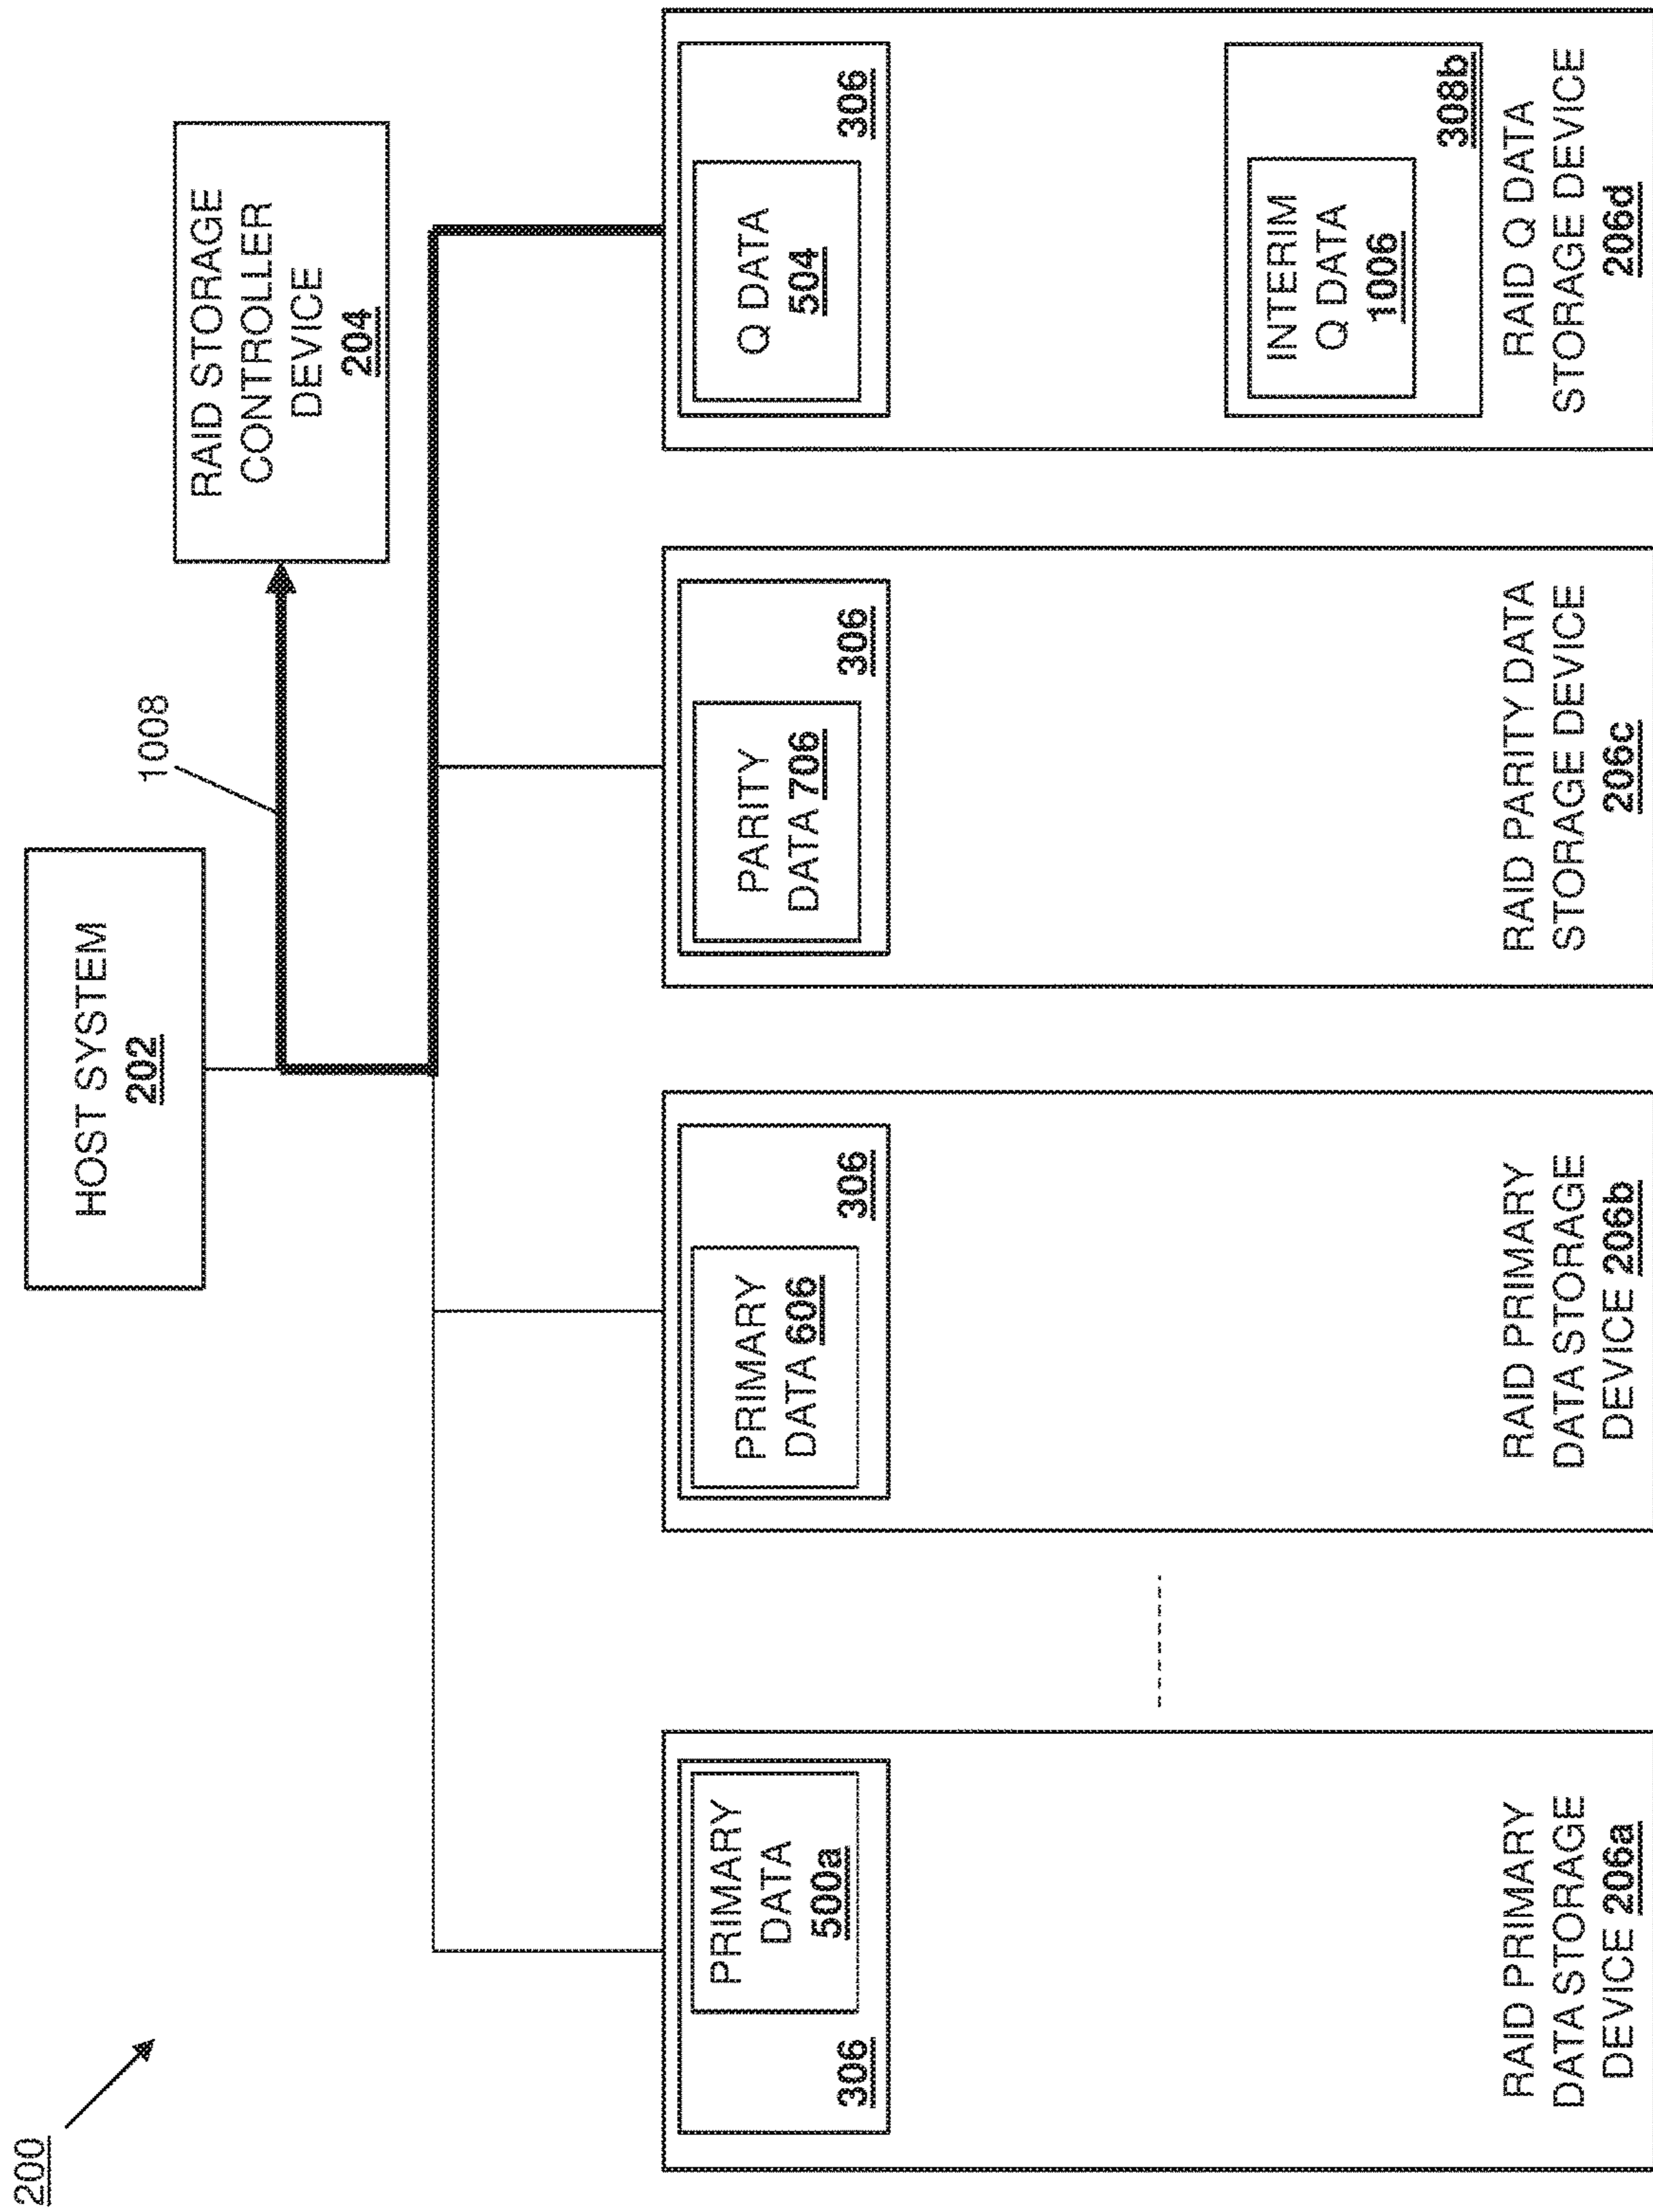 200
HOST SYSTEM
202
1008
RAID STORAGE
CONTROLLER
DEVICE
204
PRIMARY
DATA
500a
306
RAID PRIMARY
DATA STORAGE
DEVICE 206a
PRIMARY
DATA 606
306
RAID PRIMARY
DATA STORAGE
DEVICE 206b
PARITY
DATA 706
306
RAID PARITY DATA
STORAGE DEVICE
206c
Q DATA
504
306
INTERIM
Q DATA
1006
308b
RAID Q DATA
STORAGE DEVICE
206d